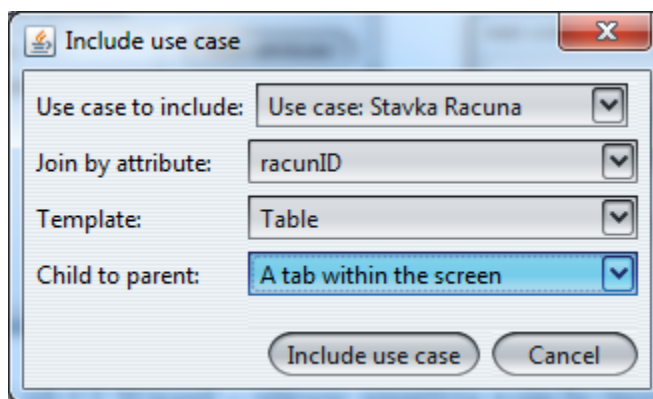 Include use case
Use case to include: Use case: Stavka Racuna
Join by attribute: racunID
Template: Table
Child to parent: A tab within the screen
Include use case Cancel